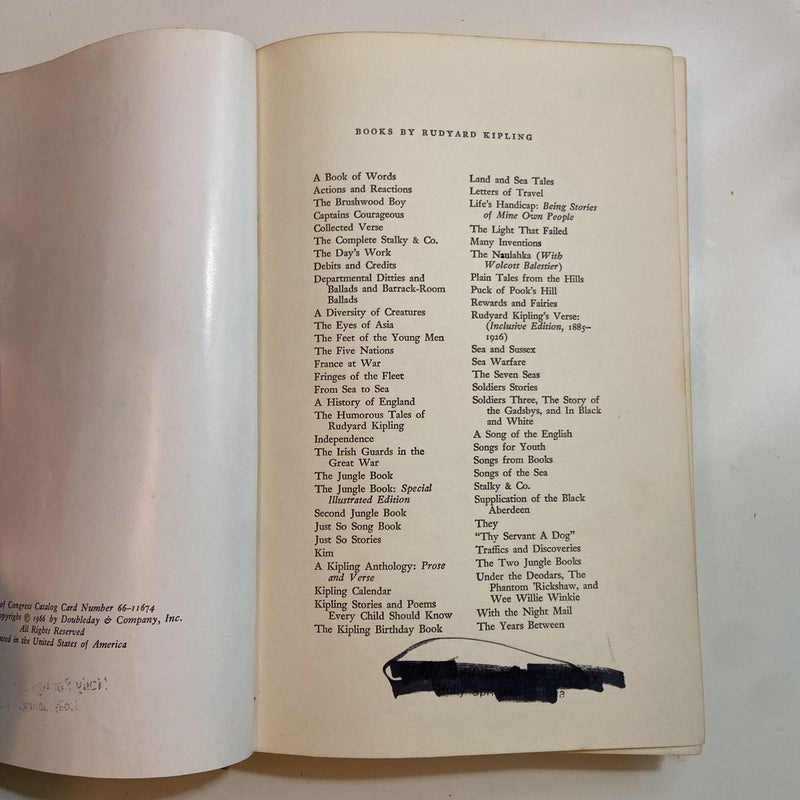 of Congress Catalog Card Number 66-11674
opyright © 1966 by Doubleday & Company, Inc.
All Rights Reserved
nted in the United States of America
BOOKS BY RUDYARD KIPLING
A Book of Words
Actions and Reactions
The Brushwood Boy
Captains Courageous
Collected Verse
The Complete Stalky & Co.
The Day's Work
Debits and Credits
Departmental Ditties and
Ballads and Barrack-Room
Ballads
A Diversity of Creatures
The Eyes of Asia
The Feet of the Young Men
The Five Nations
France at War
Fringes of the Fleet
From Sea to Sea
A History of England
The Humorous Tales of
Rudyard Kipling
Independence
The Irish Guards in the
Great War
The Jungle Book
The Jungle Book: Special
Illustrated Edition
Second Jungle Book
Just So Song Book
Just So Stories
Kim
A Kipling Anthology: Prose
and Verse
Kipling Calendar
Kipling Stories and Poems
Every Child Should Know
The Kipling Birthday Book
Land and Sea Tales
Letters of Travel
Life's Handicap: Being Stories
of Mine Own People
The Light That Failed
Many Inventions
The Naulahka (With
Wolcott Balestier)
Plain Tales from the Hills
Puck of Pook's Hill
Rewards and Fairies
Rudyard Kipling's Verse:
(Inclusive Edition, 1885–
1926)
Sea and Sussex
Sea Warfare
The Seven Seas
Soldiers Stories
Soldiers Three, The Story of
the Gadsbys, and In Black
and White
A Song of the English
Songs for Youth
Songs from Books
Songs of the Sea
Stalky & Co.
Supplication of the Black
Aberdeen
They
"Thy Servant A Dog"
Traffics and Discoveries
The Two Jungle Books
Under the Deodars, The
Phantom 'Rickshaw, and
Wee Willie Winkie
With the Night Mail
The Years Between
Holly Spr